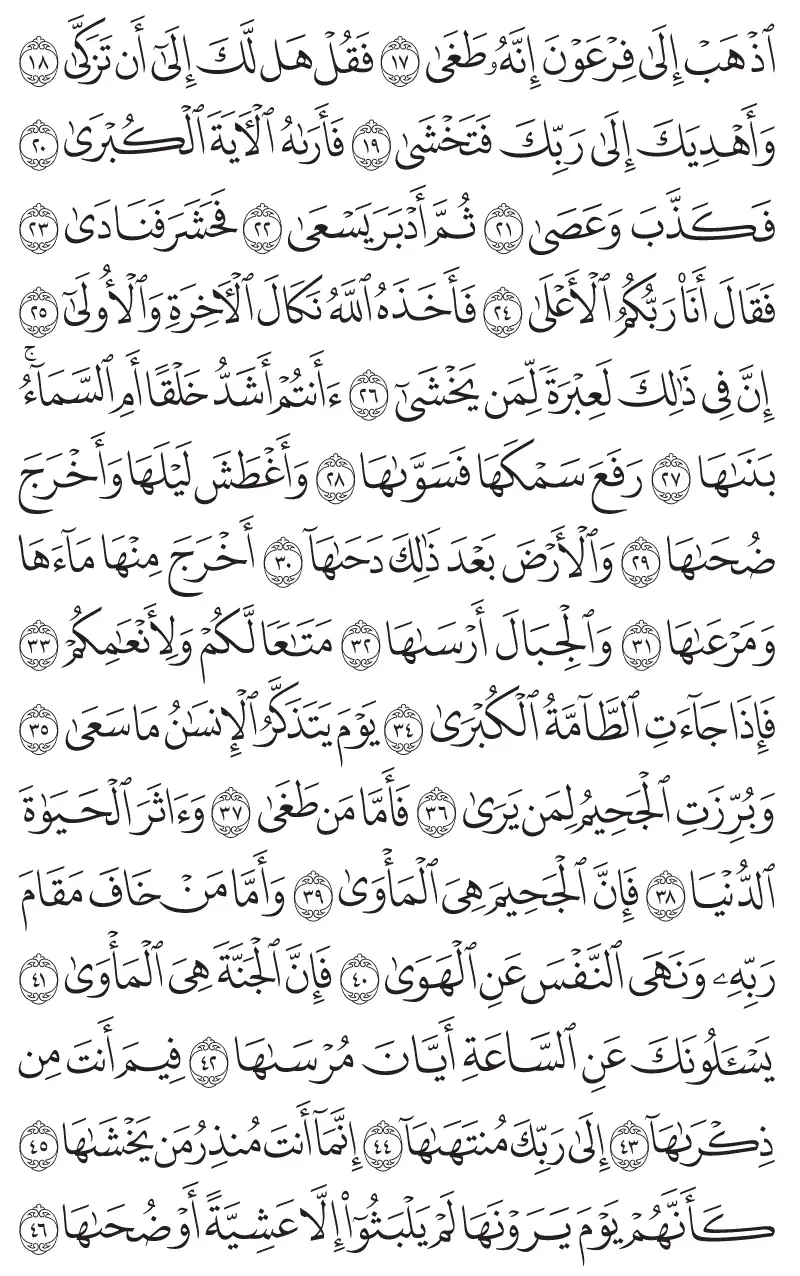 ٱذۡهَبۡ إِلَىٰ فِرۡعَوۡنَ إِنَّهُۥ طَغَىٰ ١٧ فَقُلۡ هَل لَّكَ إِلَىٰٓ أَن تَزَكَّىٰ ١٨
وَأَهۡدِيَكَ إِلَىٰ رَبِّكَ فَتَخۡشَىٰ ١٩ فَأَرَىٰهُ ٱلۡأٓيَةَ ٱلۡكُبۡرَىٰ ٢٠
فَكَذَّبَ وَعَصَىٰ ٢١ ثُمَّ أَدۡبَرَ يَسۡعَىٰ ٢٢ فَحَشَرَ فَنَادَىٰ ٢٣
فَقَالَ أَنَا۠ رَبُّكُمُ ٱلۡأَعۡلَىٰ ٢٤ فَأَخَذَهُ ٱللَّهُ نَكَالَ ٱلۡأٓخِرَةِ وَٱلۡأُولَىٰٓ ٢٥
إِنَّ فِي ذَٰلِكَ لَعِبۡرَةٗ لِّمَن يَخۡشَىٰٓ ٢٦ ءَأَنتُمۡ أَشَدُّ خَلۡقًا أَمِ ٱلسَّمَآءُۚ
بَنَىٰهَا ٢٧ رَفَعَ سَمۡكَهَا فَسَوَّىٰهَا ٢٨ وَأَغۡطَشَ لَيۡلَهَا وَأَخۡرَجَ
ضُحَىٰهَا ٢٩ وَٱلۡأَرۡضَ بَعۡدَ ذَٰلِكَ دَحَىٰهَآ ٣٠ أَخۡرَجَ مِنۡهَا مَآءَهَا
وَمَرۡعَىٰهَا ٣١ وَٱلۡجِبَالَ أَرۡسَىٰهَا ٣٢ مَتَٰعٗا لَّكُمۡ وَلِأَنۡعَٰمِكُمۡ ٣٣
فَإِذَا جَآءَتِ ٱلطَّآمَّةُ ٱلۡكُبۡرَىٰ ٣٤ يَوۡمَ يَتَذَكَّرُ ٱلۡإِنسَٰنُ مَا سَعَىٰ ٣٥
وَبُرِّزَتِ ٱلۡجَحِيمُ لِمَن يَرَىٰ ٣٦ فَأَمَّا مَن طَغَىٰ ٣٧ وَءَاثَرَ ٱلۡحَيَوٰةَ
ٱلدُّنۡيَا ٣٨ فَإِنَّ ٱلۡجَحِيمَ هِيَ ٱلۡمَأۡوَىٰ ٣٩ وَأَمَّا مَنۡ خَافَ مَقَامَ
رَبِّهِۦ وَنَهَى ٱلنَّفۡسَ عَنِ ٱلۡهَوَىٰ ٤٠ فَإِنَّ ٱلۡجَنَّةَ هِيَ ٱلۡمَأۡوَىٰ ٤١
يَسۡـَٔلُونَكَ عَنِ ٱلسَّاعَةِ أَيَّانَ مُرۡسَىٰهَا ٤٢ فِيمَ أَنتَ مِن
ذِكۡرَىٰهَآ ٤٣ إِلَىٰ رَبِّكَ مُنتَهَىٰهَآ ٤٤ إِنَّمَآ أَنتَ مُنذِرُ مَن يَخۡشَىٰهَا ٤٥
كَأَنَّهُمۡ يَوۡمَ يَرَوۡنَهَا لَمۡ يَلۡبَثُوٓاْ إِلَّا عَشِيَّةً أَوۡ ضُحَىٰهَا ٤٦